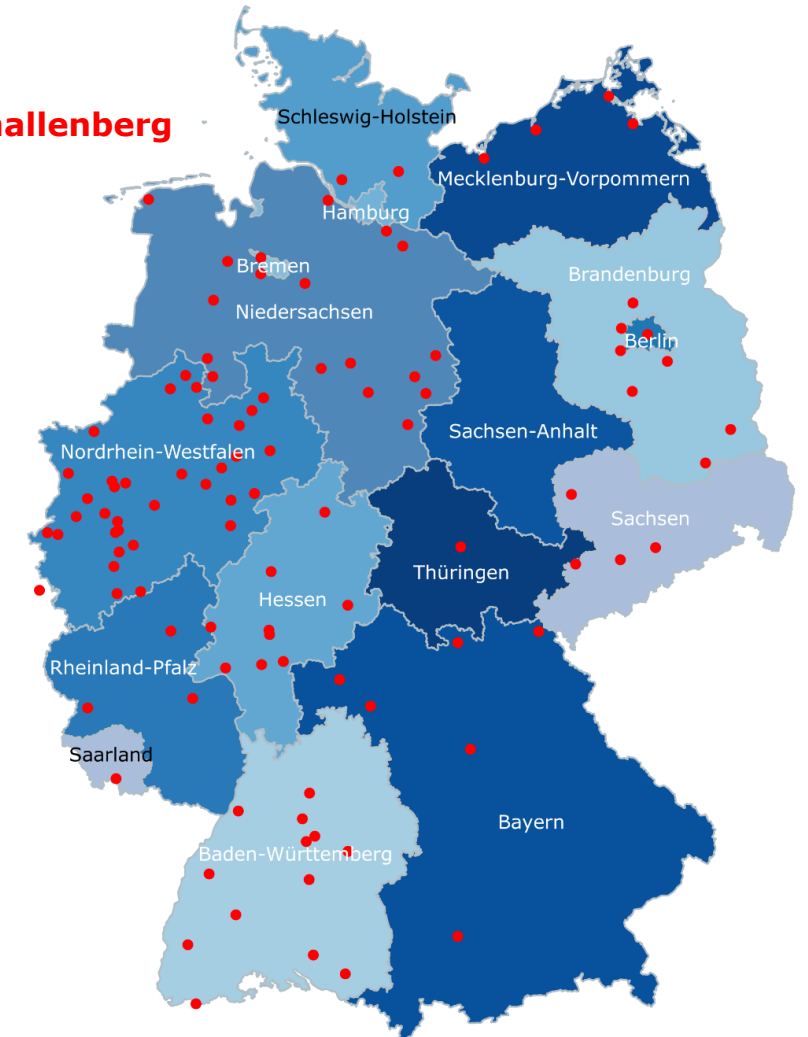 allenberg
Schleswig-Holstein
Mecklenburg-Vorpommern
Hamburg
Bremen
Brandenburg
Niedersachsen
Berlin
Sachsen-Anhalt
Nordrhein-Westfalen
Sachsen
Thüringen
Hessen
Rheinland-Pfalz
Saarland
Bayern
Baden-Württemberg